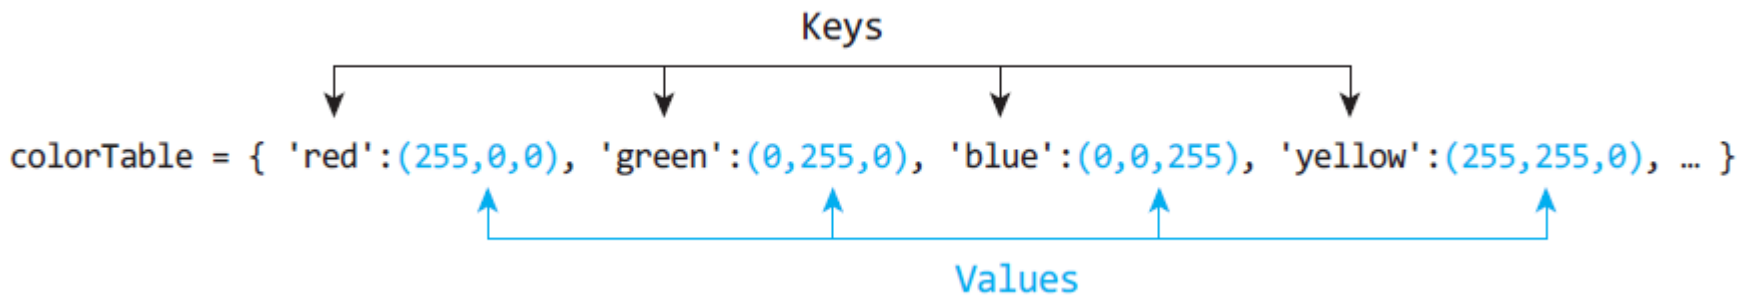 Keys
colorTable = { 'red':(255,0,0), 'green':(0,255,0), 'blue':(0,0,255), 'yellow':(255,255,0), … }
Values